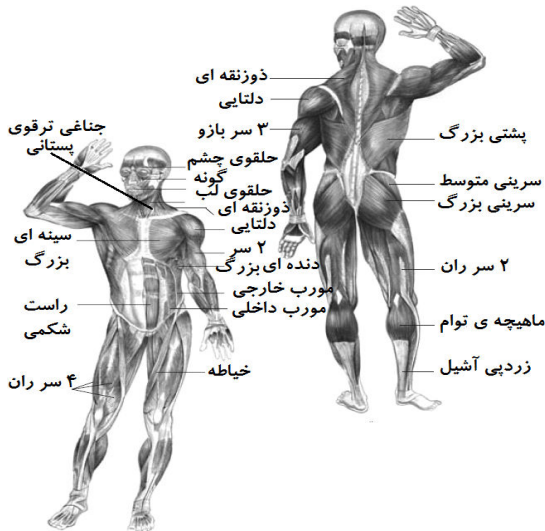 ذوزنقه ای
دلتایی
۳ سر بازو
پشتی بزرگ
سرینی متوسط
سرینی بزرگ
۲ سر ران
ماهیچه ی توام
زردپی آشیل
جناغی ترقوی
پستانی
حلقوی چشم
گونه
حلقوی لب
ذوزنقه ای
دلتایی
سینه ای
بزرگ
۲ سر
دنده ای بزرگ
مورب خارجی
مورب داخلی
راست
شکمی
خیاطه
۴ سر ران